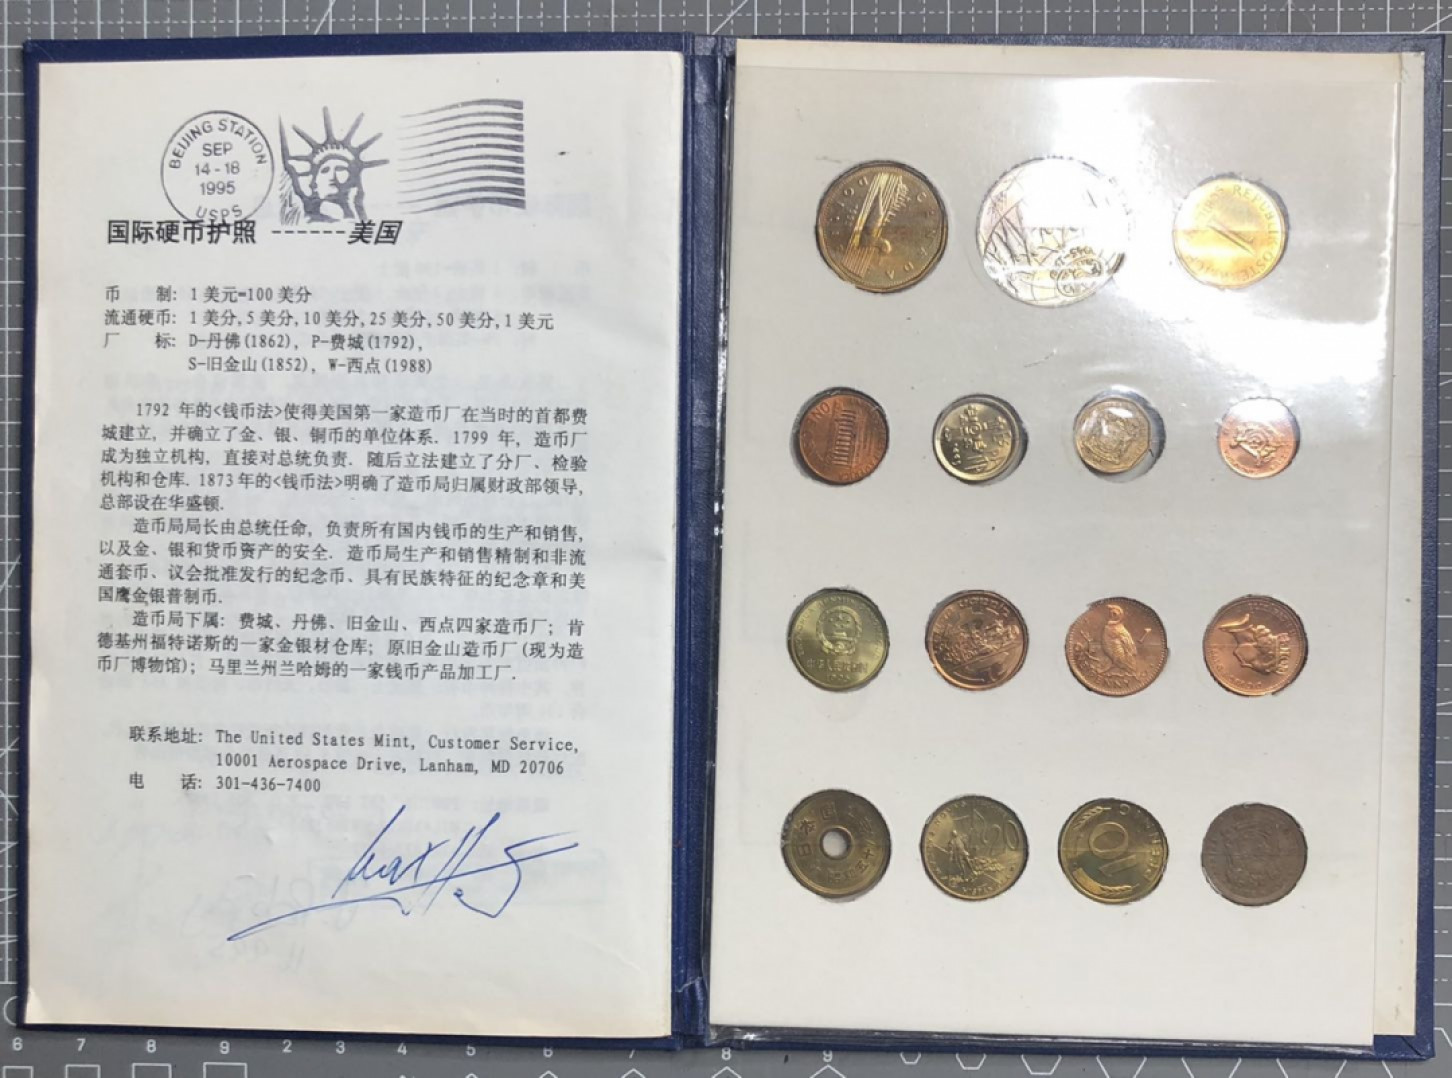 BEIJING STATION
SEP
14-18
1995
USPS
国际硬币护照 ------美国
币 制: 1 美元=100 美分
流通硬币: 1 美分, 5 美分, 10 美分, 25 美分, 50 美分, 1 美元
厂 标: D-丹佛(1862), P-费城(1792),
S-旧金山(1852), W-西点(1988)
1792 年的<钱币法>使得美国第一家造币厂在当时的首都费
城建立, 并确立了金、银、铜币的单位体系. 1799 年, 造币厂
成为独立机构, 直接对总统负责. 随后立法建立了分厂、检验
机构和仓库. 1873 年的<钱币法>明确了造币局归属财政部领导,
总部设在华盛顿.
造币局局长由总统任命, 负责所有国内钱币的生产和销售,
以及金、银和货币资产的安全. 造币局生产和销售精制和非流
通套币、议会批准发行的纪念币、具有民族特征的纪念章和美
国鹰金银普制币.
造币局下属: 费城、丹佛、旧金山、西点四家造币厂; 肯
德基州福特诺斯的一家金银材仓库; 原旧金山造币厂(现为造
币厂博物馆); 马里兰州兰哈姆的一家钱币产品加工厂.
联系地址: The United States Mint, Customer Service,
10001 Aerospace Drive, Lanham, MD 20706
电 话: 301-436-7400
1
REPUBLIK
日本国
10
PENNY